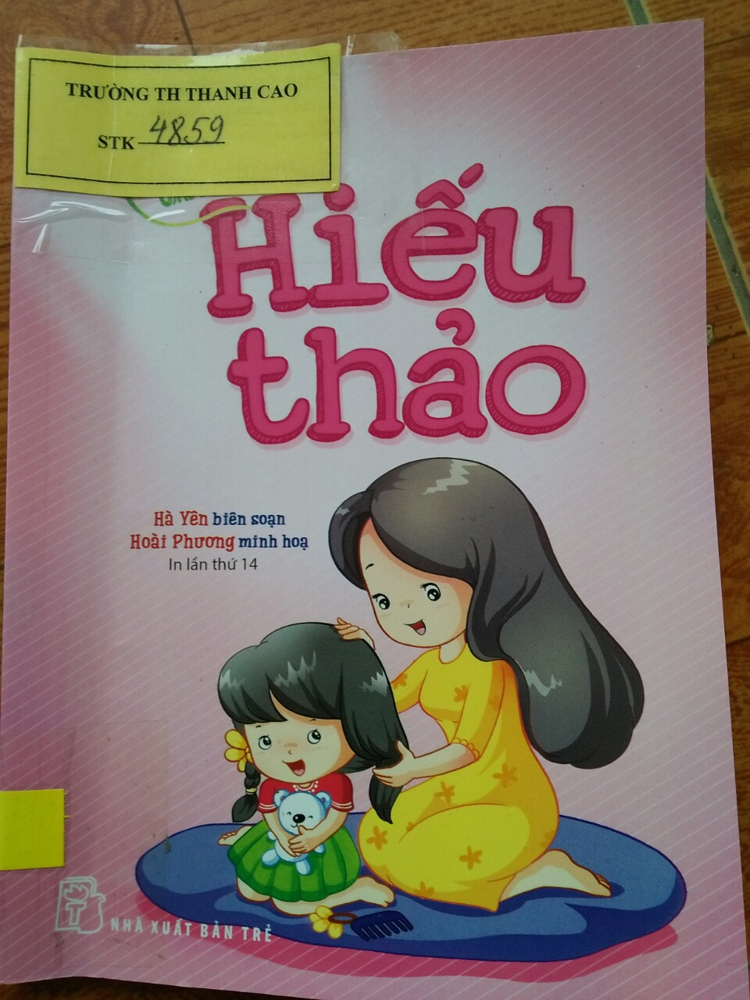 TRƯỜNG TH THANH CAO
STK 4859
Hiếu
thảo
Hà Yên biên soạn
Hoài Phương minh hoạ
In lần thứ 14
NHÀ XUẤT BẢN TRẺ